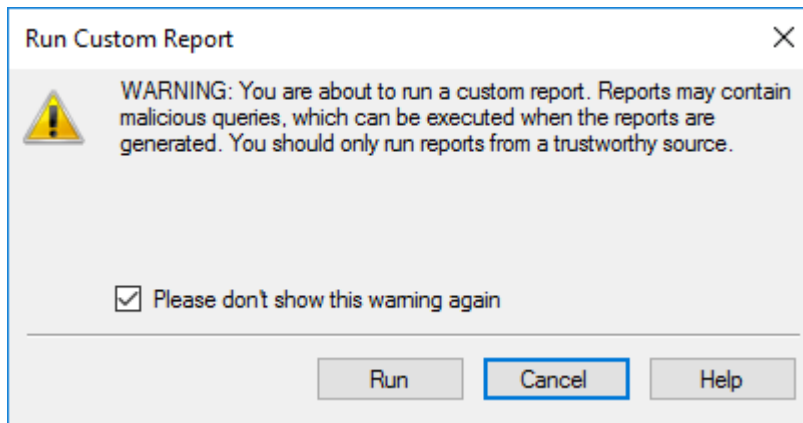 Run Custom Report
WARNING: You are about to run a custom report. Reports may contain
malicious queries, which can be executed when the reports are
generated. You should only run reports from a trustworthy source.
Please don't show this warning again
Run
Cancel
Help